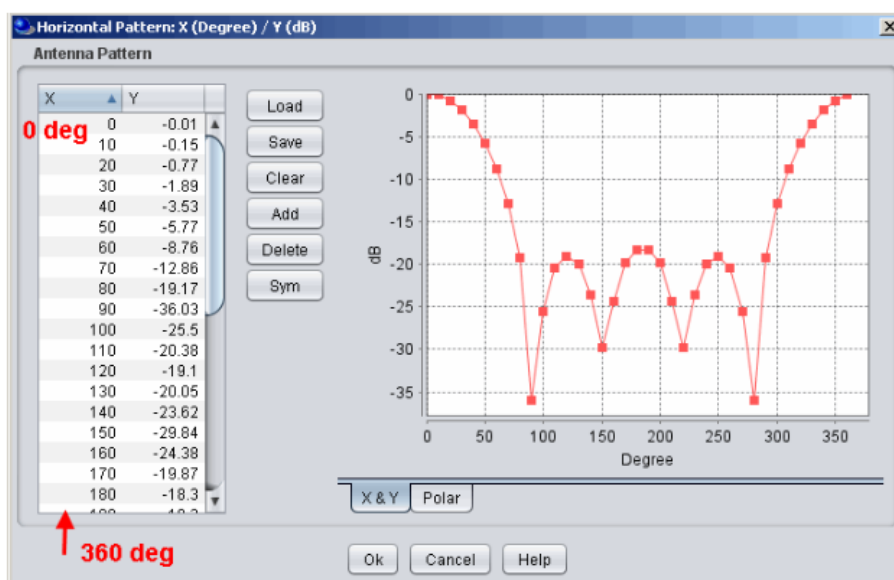 Horizontal Pattern: X (Degree) / Y (dB)
Antenna Pattern
X Y
0 deg
0 -0.01
10 -0.15
20 -0.77
30 -1.89
40 -3.53
50 -5.77
60 -8.76
70 -12.86
80 -19.17
90 -36.03
100 -25.5
110 -20.38
120 -19.1
130 -20.05
140 -23.62
150 -29.84
160 -24.38
170 -19.87
180 -18.3
360 deg
Load
Save
Clear
Add
Delete
Sym
0
-5
-10
-15
-20
-25
-30
-35
dB
0 50 100 150 200 250 300 350
Degree
X & Y Polar
Ok Cancel Help